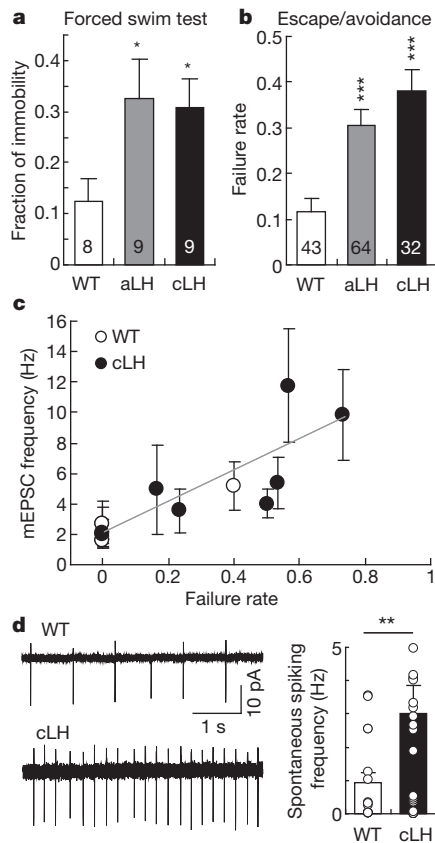 a Forced swim test
Fraction of immobility
0.4
0.3
0.2
0.1
*
*
8
9
9
WT aLH cLH
b Escape/avoidance
Failure rate
0.5
0.4
0.3
0.2
0.1
0
***
***
43
64
32
WT aLH cLH
c
mEPSC frequency (Hz)
16
14
12
10
8
6
4
2
0
WT
cLH
0 0.2 0.4 0.6 0.8 1
Failure rate
d
WT
10 pA
1 s
cLH
Spontaneous spiking
frequency (Hz)
5
0
**
WT cLH